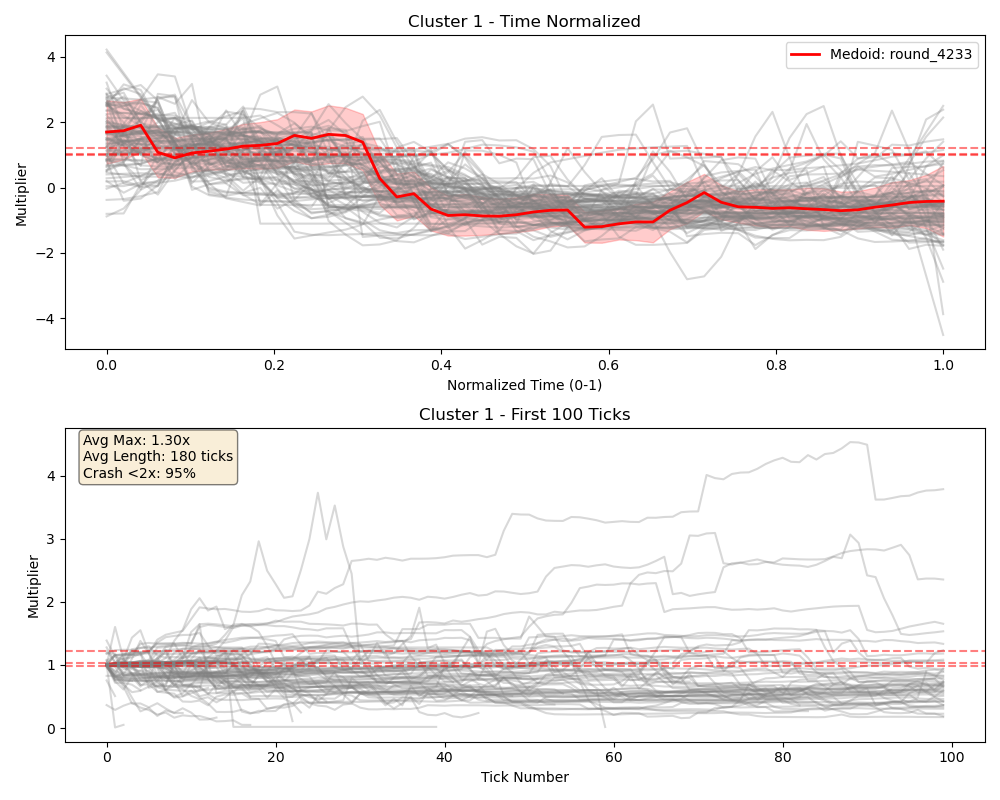 Cluster 1 - Time Normalized
Medoid: round_4233
4
2
0
−2
−4
Multiplier
0.0 0.2 0.4 0.6 0.8 1.0
Normalized Time (0-1)
Cluster 1 - First 100 Ticks
Avg Max: 1.30x
Avg Length: 180 ticks
Crash <2x: 95%
4
3
2
1
0
Multiplier
0 20 40 60 80 100
Tick Number